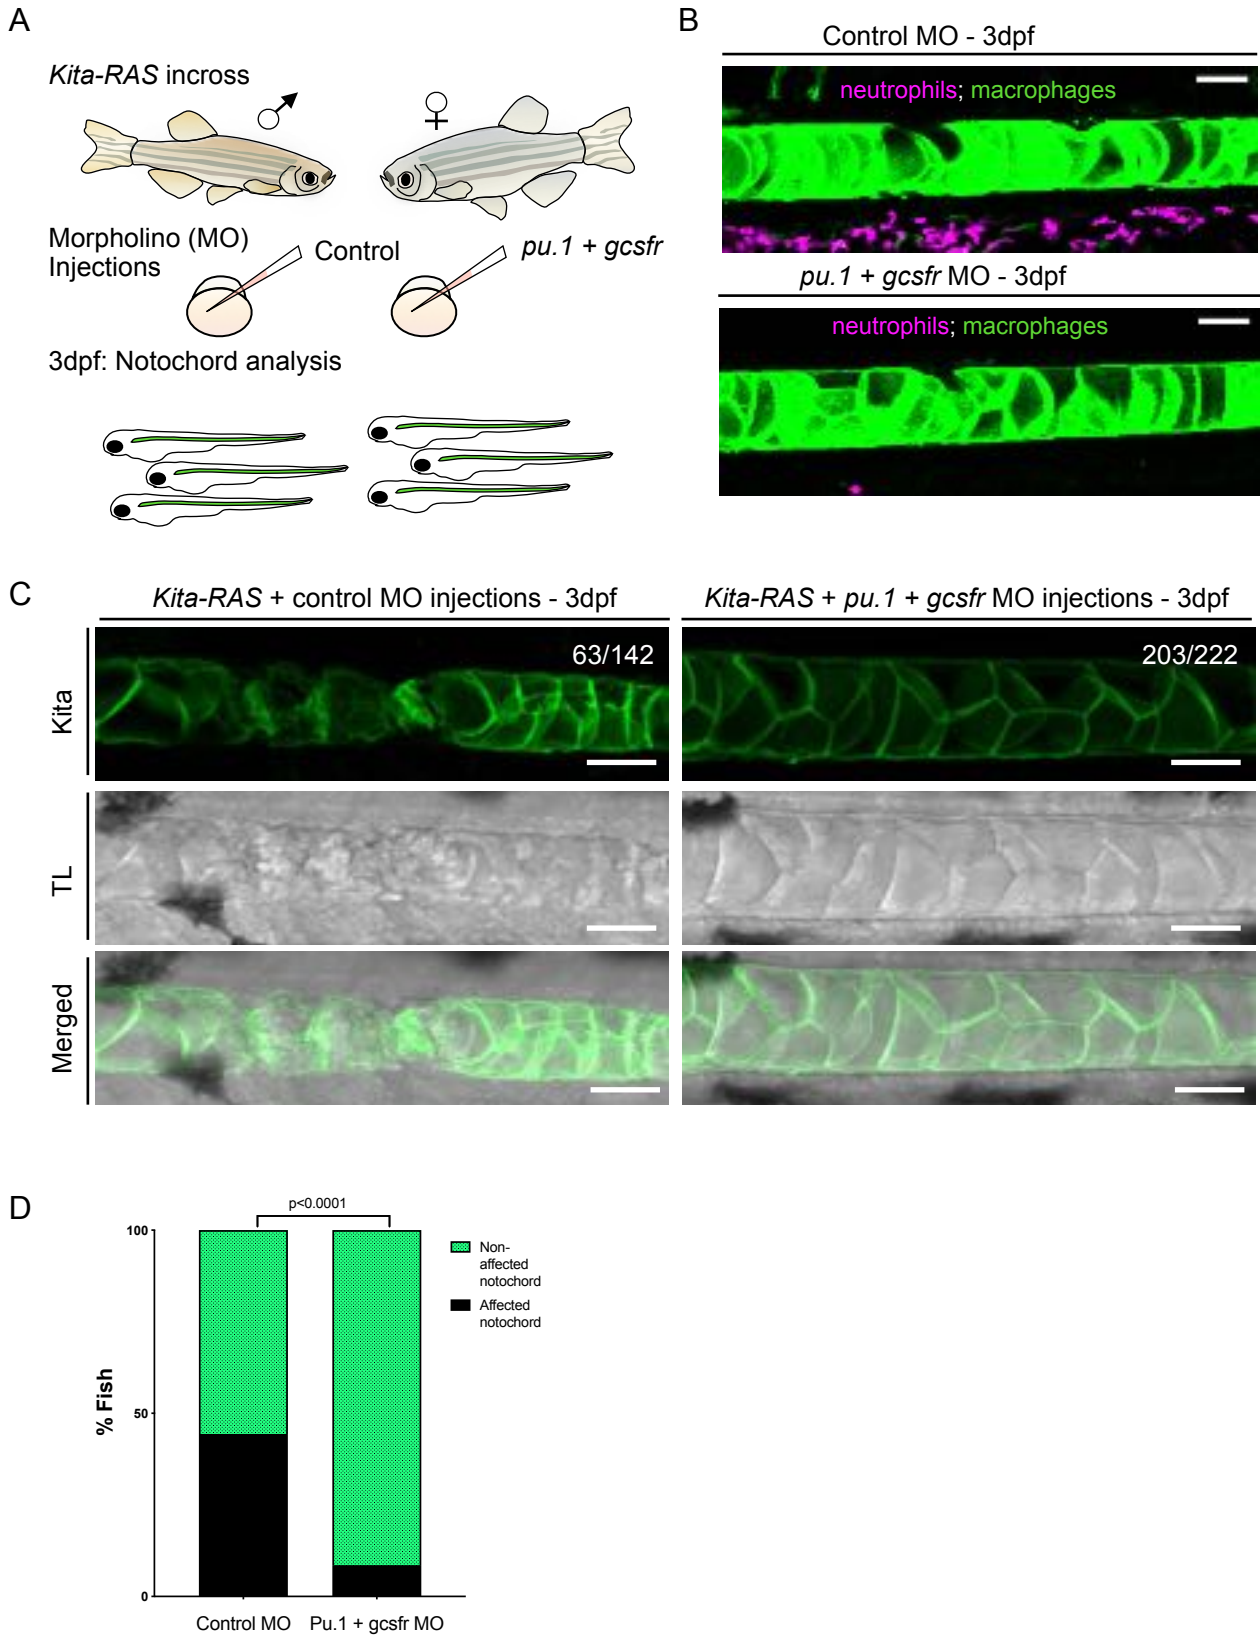 A
Kita-RAS incross
Morpholino (MO)
Injections
Control
pu.1 + gcsfr
3dpf: Notochord analysis
B
Control MO - 3dpf
neutrophils; macrophages
pu.1 + gcsfr MO - 3dpf
neutrophils; macrophages
C
Kita-RAS + control MO injections - 3dpf
Kita-RAS + pu.1 + gcsfr MO injections - 3dpf
Kita
63/142
203/222
TL
Merged
D
p<0.0001
100
50
0
% Fish
Non-
affected
notochord
Affected
notochord
Control MO
Pu.1 + gcsfr MO